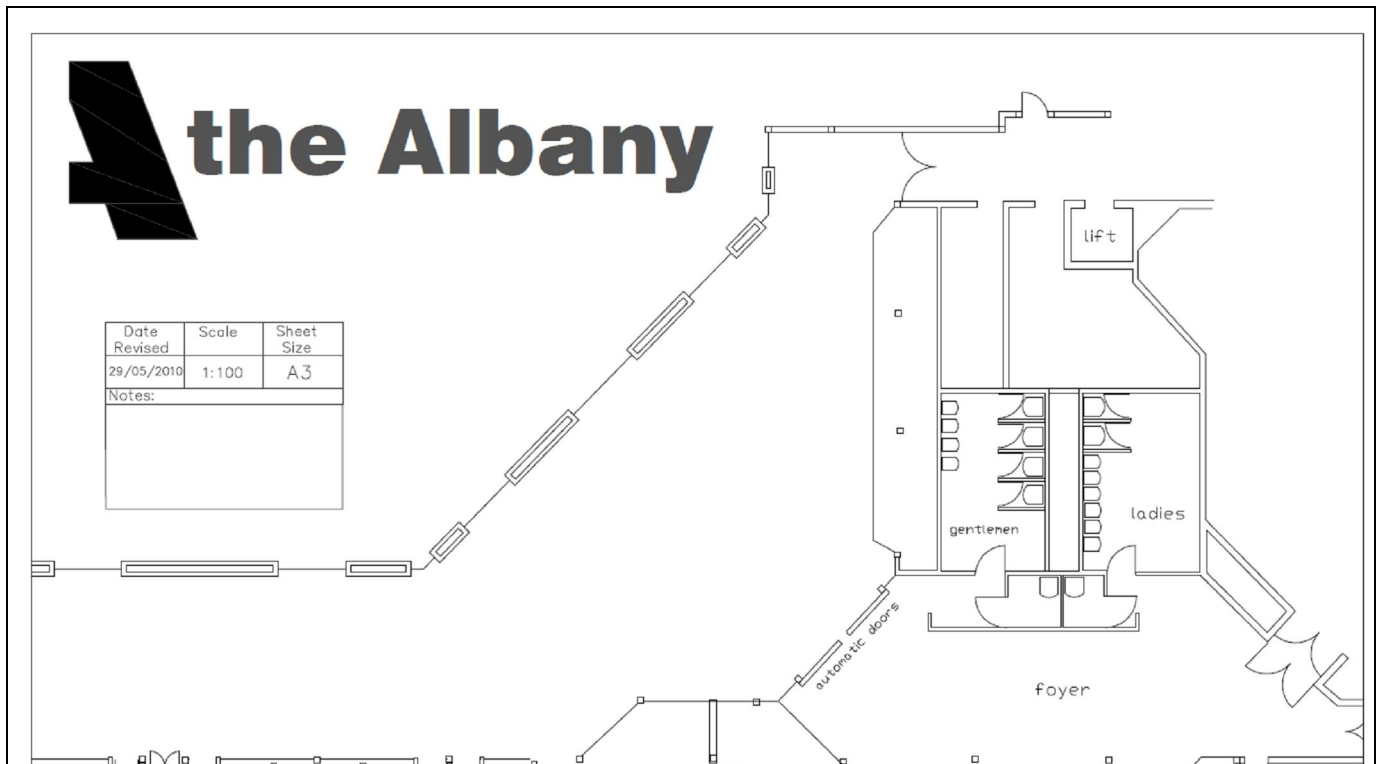 the Albany
Date Revised
Scale
Sheet Size
29/05/2010
1:100
A3
Notes:
lift
gentlemen
ladies
automatic doors
foyer